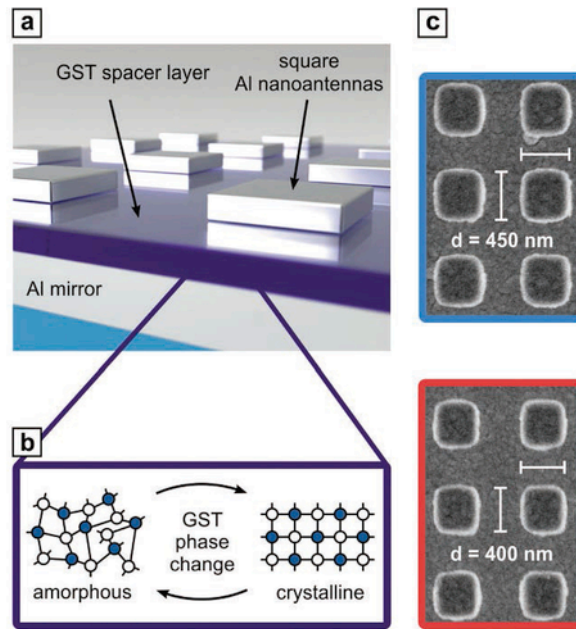 a
GST spacer layer
square
Al nanoantennas
Al mirror
b
amorphous
GST
phase
change
crystalline
c
d = 450 nm
d = 400 nm